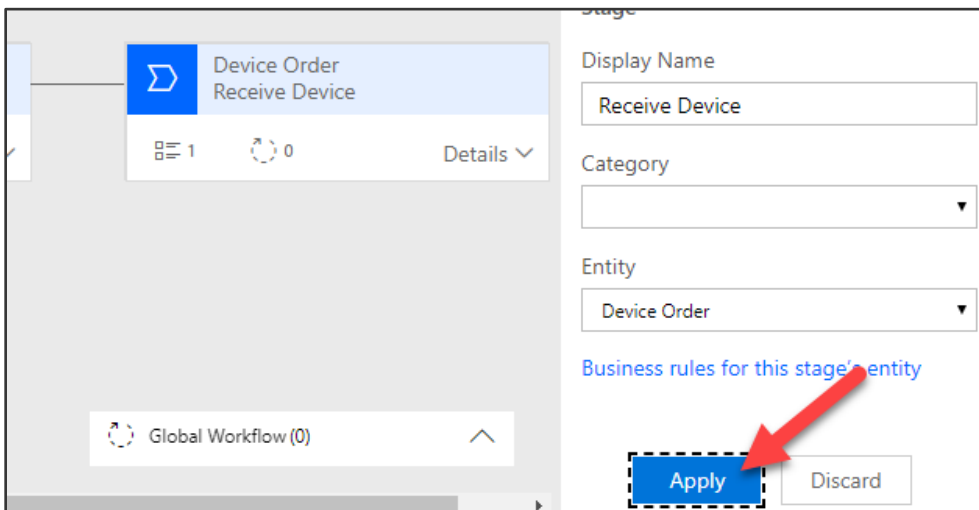 Stage
Device Order
Receive Device
1
0
Details
Global Workflow (0)
Display Name
Receive Device
Category
Entity
Device Order
Business rules for this stage's entity
Apply
Discard